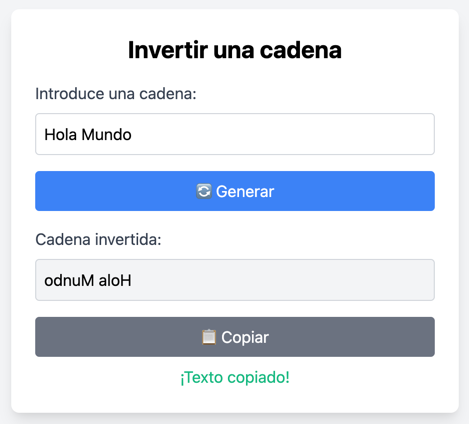 Invertir una cadena
Introduce una cadena:
Hola Mundo
🔄 Generar
Cadena invertida:
odnuM aloH
📋 Copiar
¡Texto copiado!